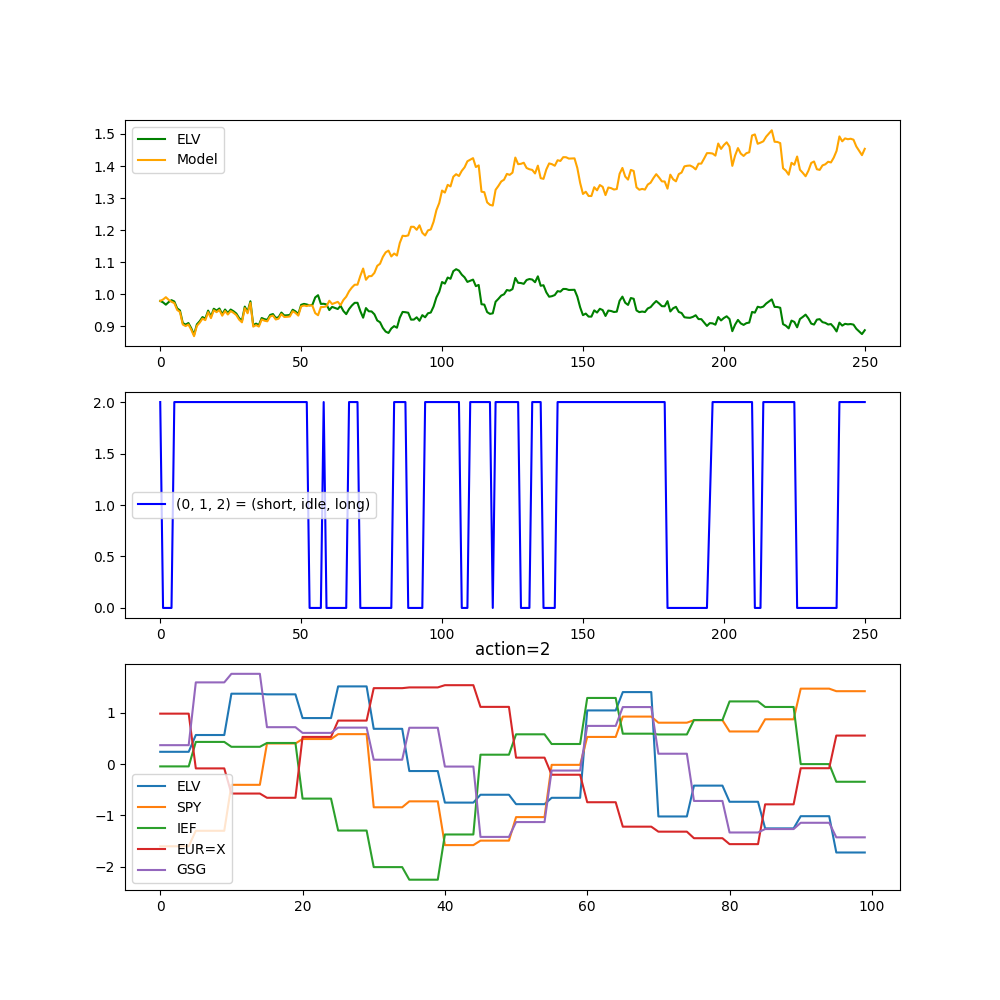 1.5
1.4
1.3
1.2
1.1
1.0
0.9
ELV
Model
0 50 100 150 200 250
2.0
1.5
1.0
0.5
0.0
(0, 1, 2) = (short, idle, long)
0 50 100 150 200 250
action=2
1
0
−1
−2
ELV
SPY
IEF
EUR=X
GSG
0 20 40 60 80 100